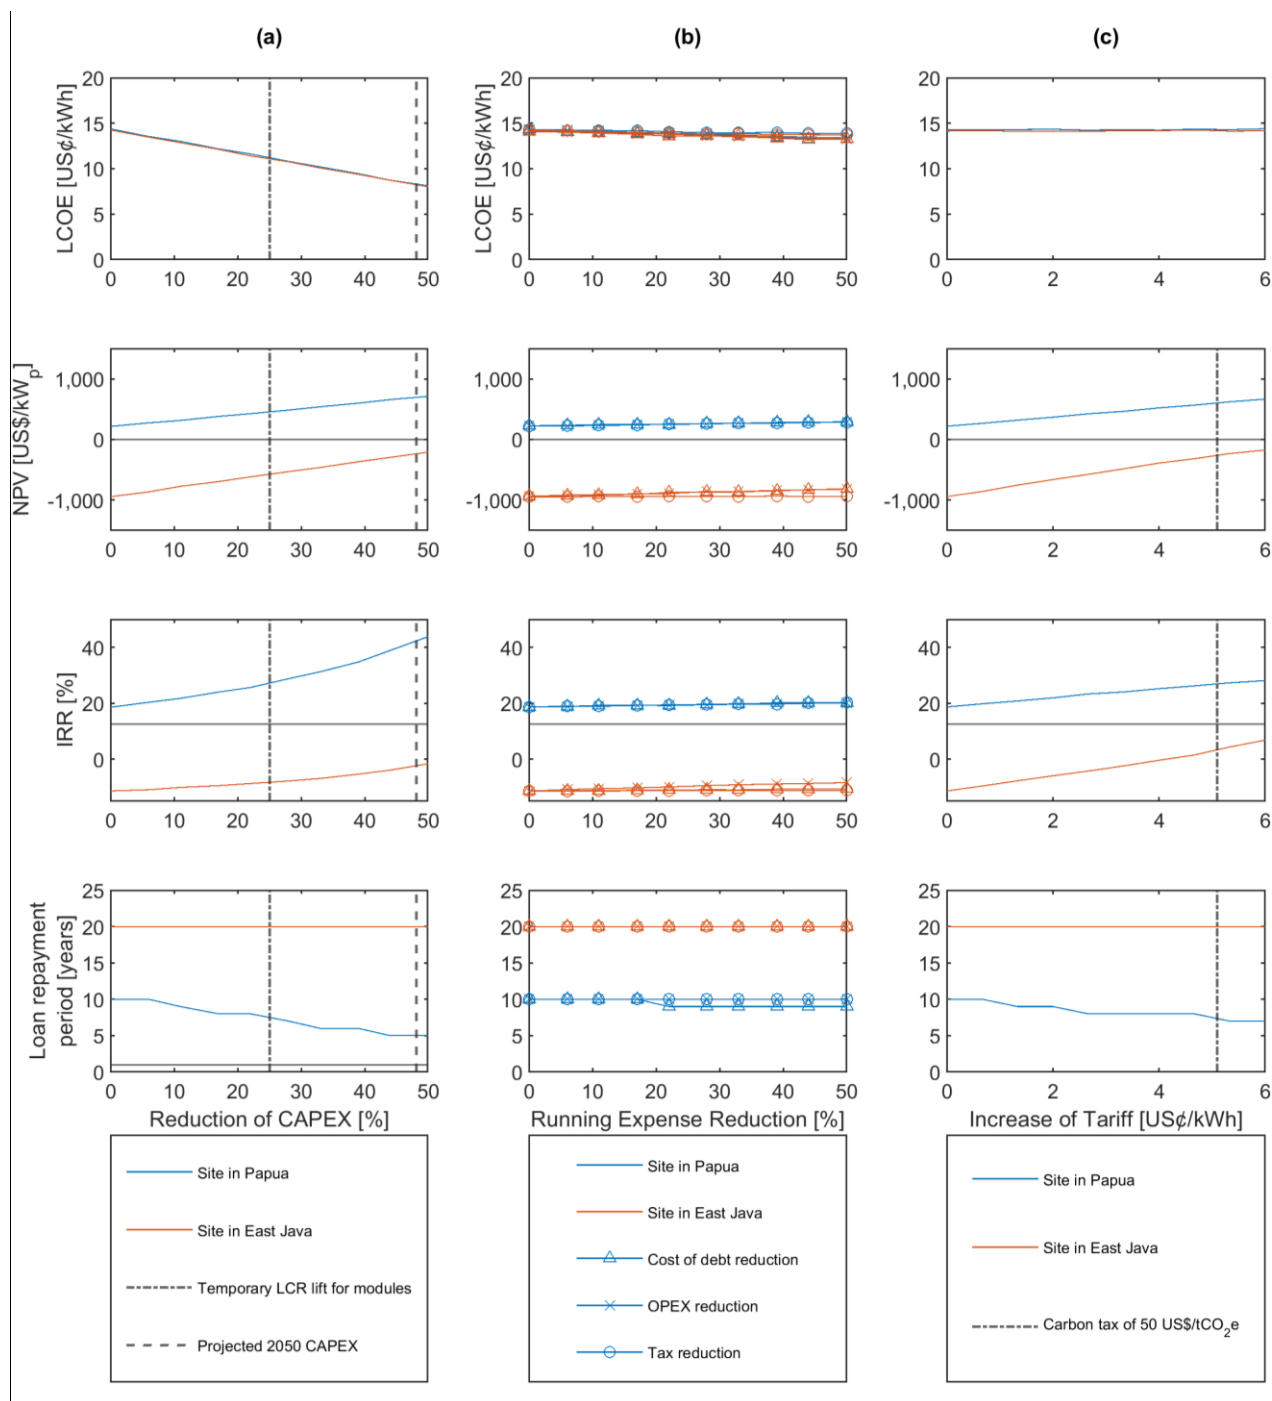 (a)
(b)
(c)
20
15
10
5
0
LCOE [US¢/kWh]
0 10 20 30 40 50
20
15
10
5
0
LCOE [US¢/kWh]
0 10 20 30 40 50
20
15
10
5
0
0 2 4 6
NPV [US$/kWp]
1,000
0
-1,000
0 10 20 30 40 50
1,000
0
-1,000
0 10 20 30 40 50
1,000
0
-1,000
0 2 4 6
IRR [%]
40
20
0
0 10 20 30 40 50
40
20
0
0 10 20 30 40 50
40
20
0
0 2 4 6
Loan repayment
period [years]
25
20
15
10
5
0
0 10 20 30 40 50
Reduction of CAPEX [%]
25
20
15
10
5
0
0 10 20 30 40 50
Running Expense Reduction [%]
25
20
15
10
5
0
0 2 4 6
Increase of Tariff [US¢/kWh]
Site in Papua
Site in East Java
Temporary LCR lift for modules
Projected 2050 CAPEX
Site in Papua
Site in East Java
Cost of debt reduction
OPEX reduction
Tax reduction
Site in Papua
Site in East Java
Carbon tax of 50 US$/tCO2e